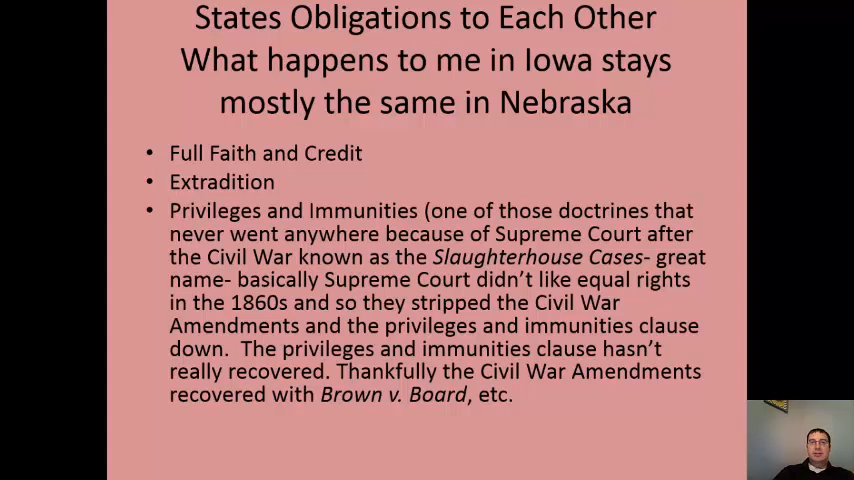 States Obligations to Each Other
What happens to me in Iowa stays
mostly the same in Nebraska
• Full Faith and Credit
• Extradition
• Privileges and Immunities (one of those doctrines that
never went anywhere because of Supreme Court after
the Civil War known as the Slaughterhouse Cases- great
name- basically Supreme Court didn't like equal rights
in the 1860s and so they stripped the Civil War
Amendments and the privileges and immunities clause
down.  The privileges and immunities clause hasn't
really recovered. Thankfully the Civil War Amendments
recovered with Brown v. Board, etc.